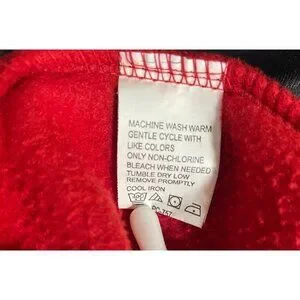 MACHINE WASH WARM
GENTLE CYCLE WITH
LIKE COLORS
ONLY NON-CHLORINE
BLEACH WHEN NEEDED
TUMBLE DRY LOW
REMOVE PROMPTLY
COOL IRON